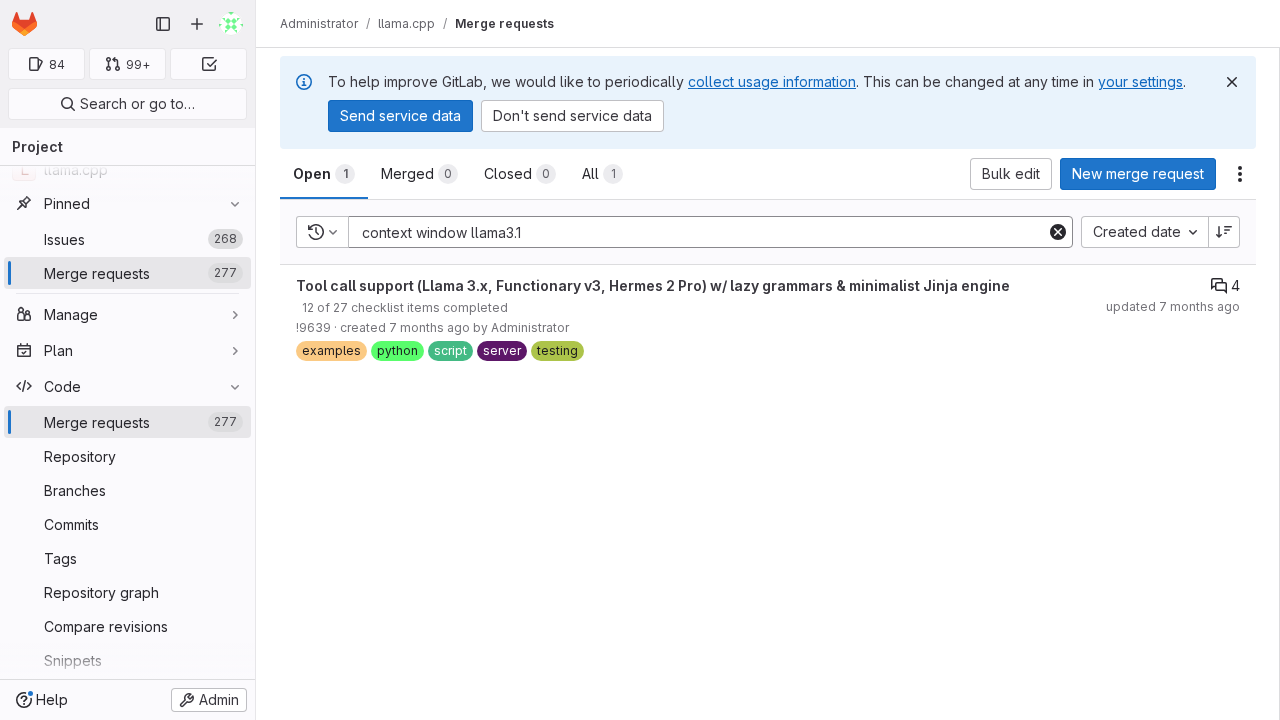 84
99+
Search or go to…
Project
llama.cpp
Pinned
Issues 268
Merge requests 277
Manage
Plan
Code
Merge requests 277
Repository
Branches
Commits
Tags
Repository graph
Compare revisions
Snippets
Help
Admin
Administrator / llama.cpp / Merge requests
To help improve GitLab, we would like to periodically collect usage information. This can be changed at any time in your settings.
Send service data Don't send service data
Open 1 Merged 0 Closed 0 All 1 Bulk edit New merge request
context window llama3.1 Created date
Tool call support (Llama 3.x, Functionary v3, Hermes 2 Pro) w/ lazy grammars & minimalist Jinja engine 4
12 of 27 checklist items completed updated 7 months ago
!9639 · created 7 months ago by Administrator
examples python script server testing